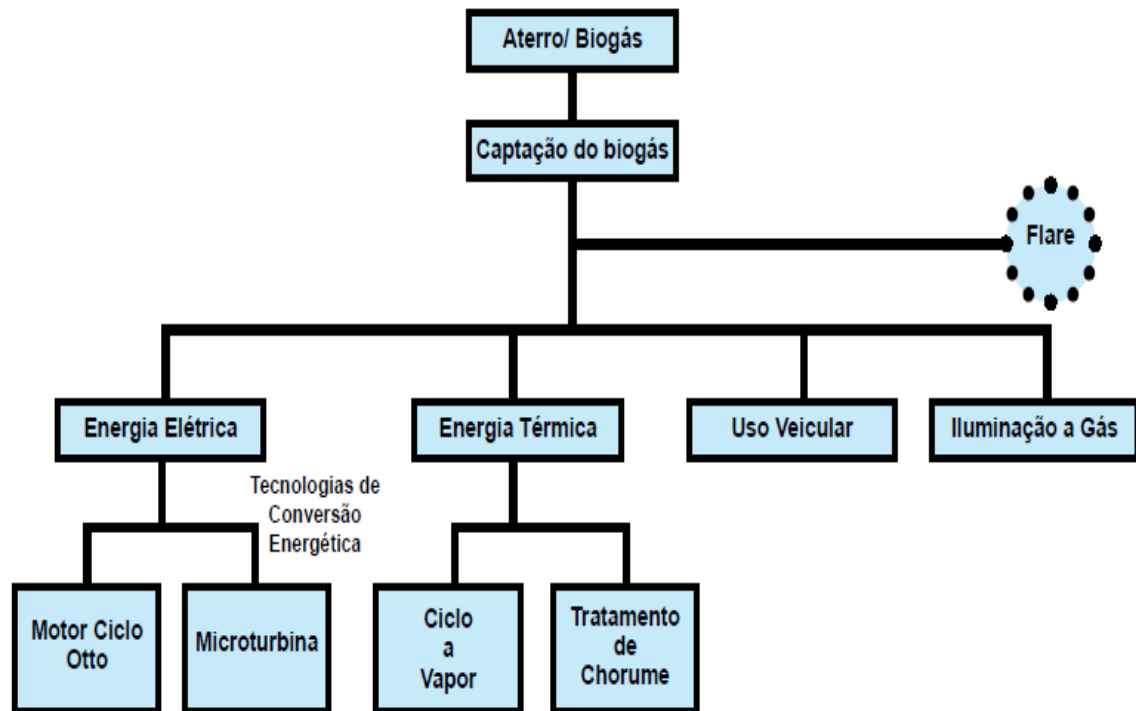 Aterro/ Biogás
Captação do biogás
Flare
Energia Elétrica
Energia Térmica
Uso Veicular
Iluminação a Gás
Tecnologias de
Conversão
Energética
Motor Ciclo
Otto
Microturbina
Ciclo
a
Vapor
Tratamento
de
Chorume